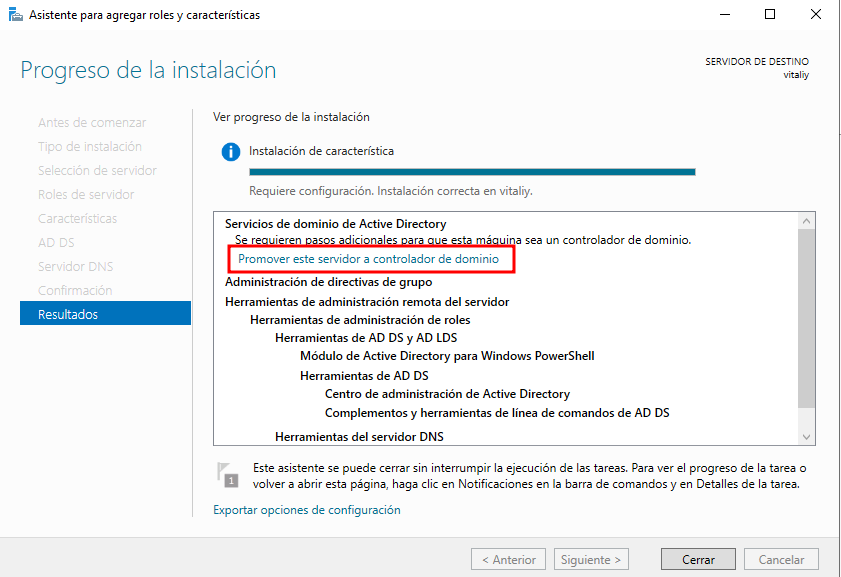 Asistente para agregar roles y características
Progreso de la instalación
SERVIDOR DE DESTINO
vitaliy
Antes de comenzar
Tipo de instalación
Selección de servidor
Roles de servidor
Características
AD DS
Servidor DNS
Confirmación
Resultados
Ver progreso de la instalación
Instalación de característica
Requiere configuración. Instalación correcta en vitaliy.
Servicios de dominio de Active Directory
Se requieren pasos adicionales para que esta máquina sea un controlador de dominio.
Promover este servidor a controlador de dominio
Administración de directivas de grupo
Herramientas de administración remota del servidor
Herramientas de administración de roles
Herramientas de AD DS y AD LDS
Módulo de Active Directory para Windows PowerShell
Herramientas de AD DS
Centro de administración de Active Directory
Complementos y herramientas de línea de comandos de AD DS
Herramientas del servidor DNS
1
Este asistente se puede cerrar sin interrumpir la ejecución de las tareas. Para ver el progreso de la tarea o
volver a abrir esta página, haga clic en Notificaciones en la barra de comandos y en Detalles de la tarea.
Exportar opciones de configuración
< Anterior
Siguiente >
Cerrar
Cancelar